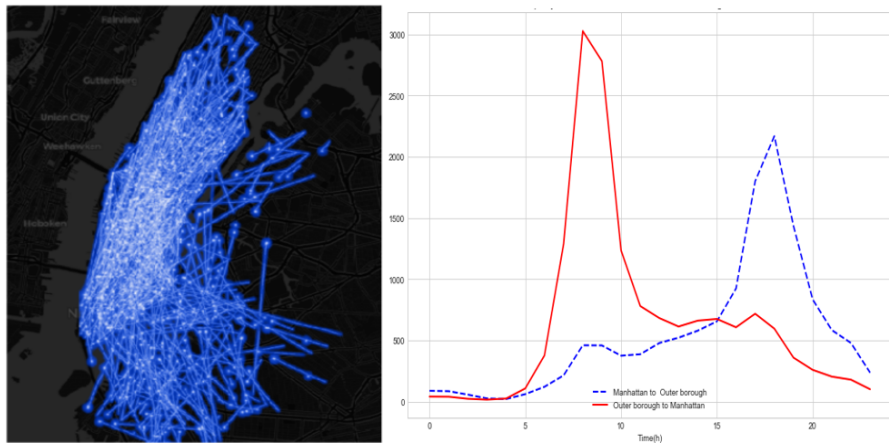 Fairview
Guttenberg
Union City
Weehawken
Hoboken
N
3000
2500
2000
1500
1000
500
0
Manhattan to Outer borough
Outer borough to Manhattan
0
5
10
15
20
Time(h)